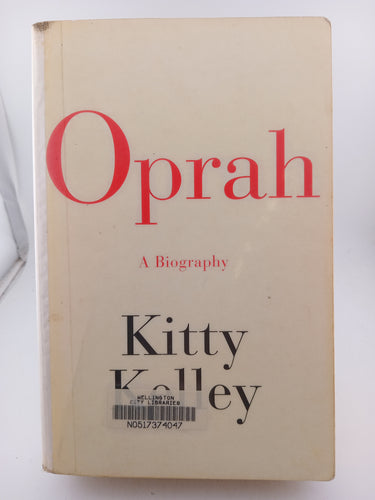 Oprah
A Biography
Kitty
Kelley
WELLINGTON
CITY LIBRARIES
N0517374047